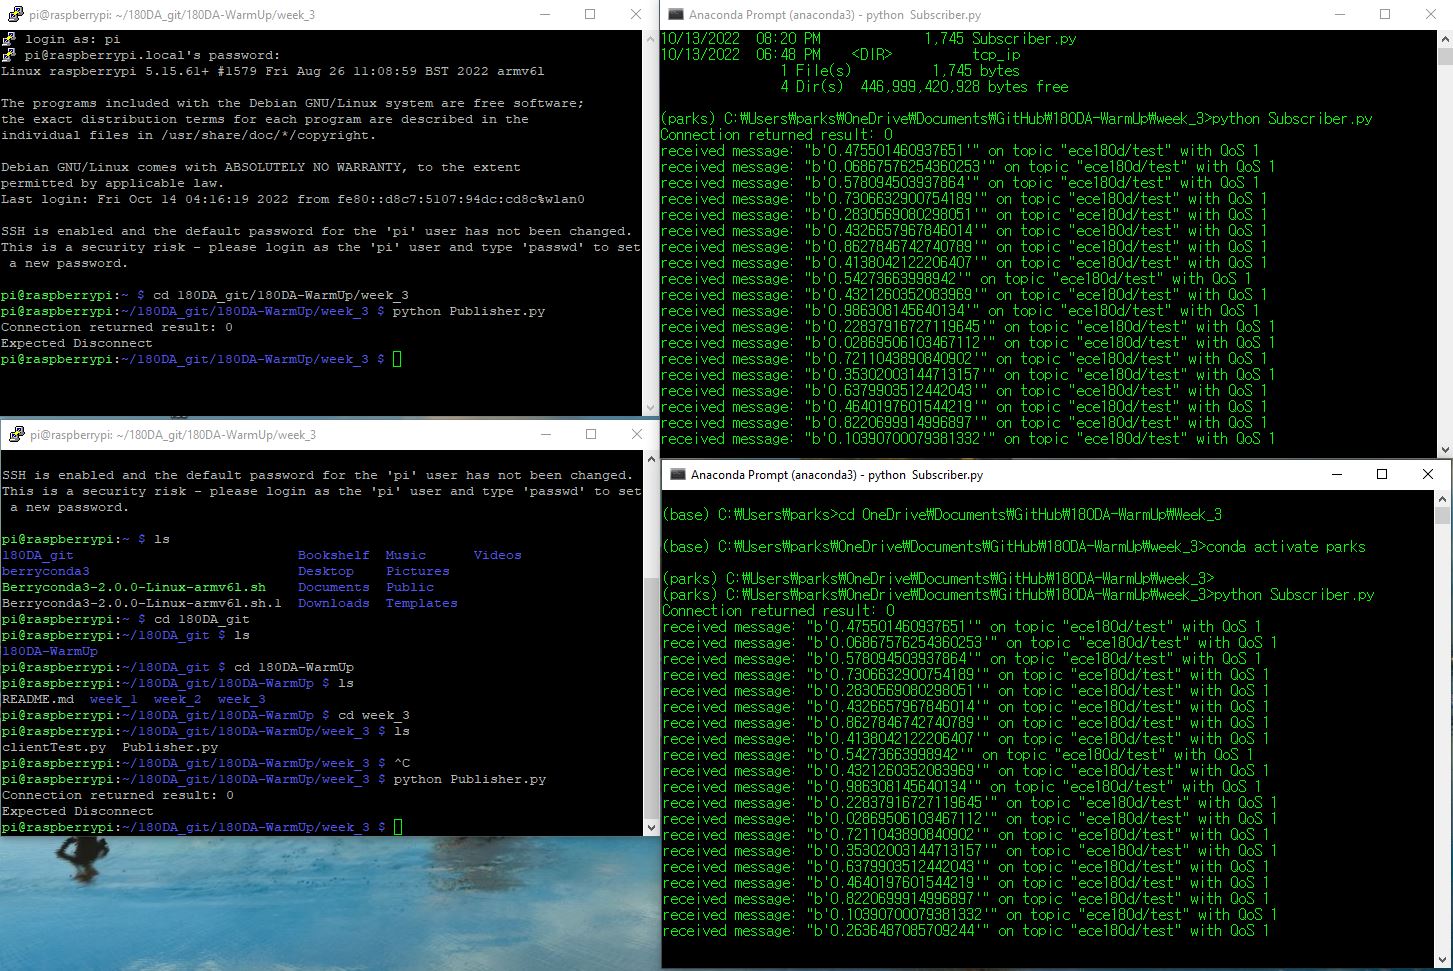 pi@raspberrypi: ~/180DA_git/180DA-WarmUp/week_3
login as: pi
pi@raspberrypi.local's password:
Linux raspberrypi 5.15.61+ #1579 Fri Aug 26 11:08:59 BST 2022 armv6l
The programs included with the Debian GNU/Linux system are free software;
the exact distribution terms for each program are described in the
individual files in /usr/share/doc/*/copyright.
Debian GNU/Linux comes with ABSOLUTELY NO WARRANTY, to the extent
permitted by applicable law.
Last login: Fri Oct 14 04:16:19 2022 from fe80::d8c7:5107:94dc:cd8c%wlan0
SSH is enabled and the default password for the 'pi' user has not been changed.
This is a security risk - please login as the 'pi' user and type 'passwd' to set
 a new password.
pi@raspberrypi:~ $ cd 180DA_git/180DA-WarmUp/week_3
pi@raspberrypi:~/180DA_git/180DA-WarmUp/week_3 $ python Publisher.py
Connection returned result: 0
Expected Disconnect
pi@raspberrypi:~/180DA_git/180DA-WarmUp/week_3 $
Anaconda Prompt (anaconda3) - python  Subscriber.py
10/13/2022  08:20 PM             1,745 Subscriber.py
10/13/2022  06:48 PM    <DIR>          tcp_ip
1 File(s)          1,745 bytes
4 Dir(s)  446,999,420,928 bytes free
(parks) C:₩Users₩parks₩OneDrive₩Documents₩GitHub₩180DA-WarmUp₩week_3>python Subscriber.py
Connection returned result: 0
received message: "b'0.475501460937651'" on topic "ece180d/test" with QoS 1
received message: "b'0.06867576254360253'" on topic "ece180d/test" with QoS 1
received message: "b'0.578094503937864'" on topic "ece180d/test" with QoS 1
received message: "b'0.7306632900754189'" on topic "ece180d/test" with QoS 1
received message: "b'0.2830569080298051'" on topic "ece180d/test" with QoS 1
received message: "b'0.4326657967846014'" on topic "ece180d/test" with QoS 1
received message: "b'0.8627846742740789'" on topic "ece180d/test" with QoS 1
received message: "b'0.4138042122206407'" on topic "ece180d/test" with QoS 1
received message: "b'0.54273663998942'" on topic "ece180d/test" with QoS 1
received message: "b'0.4321260352083969'" on topic "ece180d/test" with QoS 1
received message: "b'0.986308145640134'" on topic "ece180d/test" with QoS 1
received message: "b'0.22837916727119645'" on topic "ece180d/test" with QoS 1
received message: "b'0.02869506103467112'" on topic "ece180d/test" with QoS 1
received message: "b'0.7211043890840902'" on topic "ece180d/test" with QoS 1
received message: "b'0.35302003144713157'" on topic "ece180d/test" with QoS 1
received message: "b'0.6379903512442043'" on topic "ece180d/test" with QoS 1
received message: "b'0.4640197601544219'" on topic "ece180d/test" with QoS 1
received message: "b'0.8220699914996897'" on topic "ece180d/test" with QoS 1
received message: "b'0.10390700079381332'" on topic "ece180d/test" with QoS 1
pi@raspberrypi: ~/180DA_git/180DA-WarmUp/week_3
SSH is enabled and the default password for the 'pi' user has not been changed.
This is a security risk - please login as the 'pi' user and type 'passwd' to set
 a new password.
pi@raspberrypi:~ $ ls
180DA_git                            Bookshelf  Music      Videos
berryconda3                          Desktop    Pictures
Berryconda3-2.0.0-Linux-armv6l.sh    Documents  Public
Berryconda3-2.0.0-Linux-armv6l.sh.1  Downloads  Templates
pi@raspberrypi:~ $ cd 180DA_git
pi@raspberrypi:~/180DA_git $ ls
180DA-WarmUp
pi@raspberrypi:~/180DA_git $ cd 180DA-WarmUp
pi@raspberrypi:~/180DA_git/180DA-WarmUp $ ls
README.md  week_1  week_2  week_3
pi@raspberrypi:~/180DA_git/180DA-WarmUp $ cd week_3
pi@raspberrypi:~/180DA_git/180DA-WarmUp/week_3 $ ls
clientTest.py  Publisher.py
pi@raspberrypi:~/180DA_git/180DA-WarmUp/week_3 $ ^C
pi@raspberrypi:~/180DA_git/180DA-WarmUp/week_3 $ python Publisher.py
Connection returned result: 0
Expected Disconnect
pi@raspberrypi:~/180DA_git/180DA-WarmUp/week_3 $
Anaconda Prompt (anaconda3) - python  Subscriber.py
(base) C:₩Users₩parks>cd OneDrive₩Documents₩GitHub₩180DA-WarmUp₩Week_3
(base) C:₩Users₩parks₩OneDrive₩Documents₩GitHub₩180DA-WarmUp₩week_3>conda activate parks
(parks) C:₩Users₩parks₩OneDrive₩Documents₩GitHub₩180DA-WarmUp₩week_3>
(parks) C:₩Users₩parks₩OneDrive₩Documents₩GitHub₩180DA-WarmUp₩week_3>python Subscriber.py
Connection returned result: 0
received message: "b'0.475501460937651'" on topic "ece180d/test" with QoS 1
received message: "b'0.06867576254360253'" on topic "ece180d/test" with QoS 1
received message: "b'0.578094503937864'" on topic "ece180d/test" with QoS 1
received message: "b'0.7306632900754189'" on topic "ece180d/test" with QoS 1
received message: "b'0.2830569080298051'" on topic "ece180d/test" with QoS 1
received message: "b'0.4326657967846014'" on topic "ece180d/test" with QoS 1
received message: "b'0.8627846742740789'" on topic "ece180d/test" with QoS 1
received message: "b'0.4138042122206407'" on topic "ece180d/test" with QoS 1
received message: "b'0.54273663998942'" on topic "ece180d/test" with QoS 1
received message: "b'0.4321260352083969'" on topic "ece180d/test" with QoS 1
received message: "b'0.986308145640134'" on topic "ece180d/test" with QoS 1
received message: "b'0.22837916727119645'" on topic "ece180d/test" with QoS 1
received message: "b'0.02869506103467112'" on topic "ece180d/test" with QoS 1
received message: "b'0.7211043890840902'" on topic "ece180d/test" with QoS 1
received message: "b'0.35302003144713157'" on topic "ece180d/test" with QoS 1
received message: "b'0.6379903512442043'" on topic "ece180d/test" with QoS 1
received message: "b'0.4640197601544219'" on topic "ece180d/test" with QoS 1
received message: "b'0.8220699914996897'" on topic "ece180d/test" with QoS 1
received message: "b'0.10390700079381332'" on topic "ece180d/test" with QoS 1
received message: "b'0.2636487085709244'" on topic "ece180d/test" with QoS 1